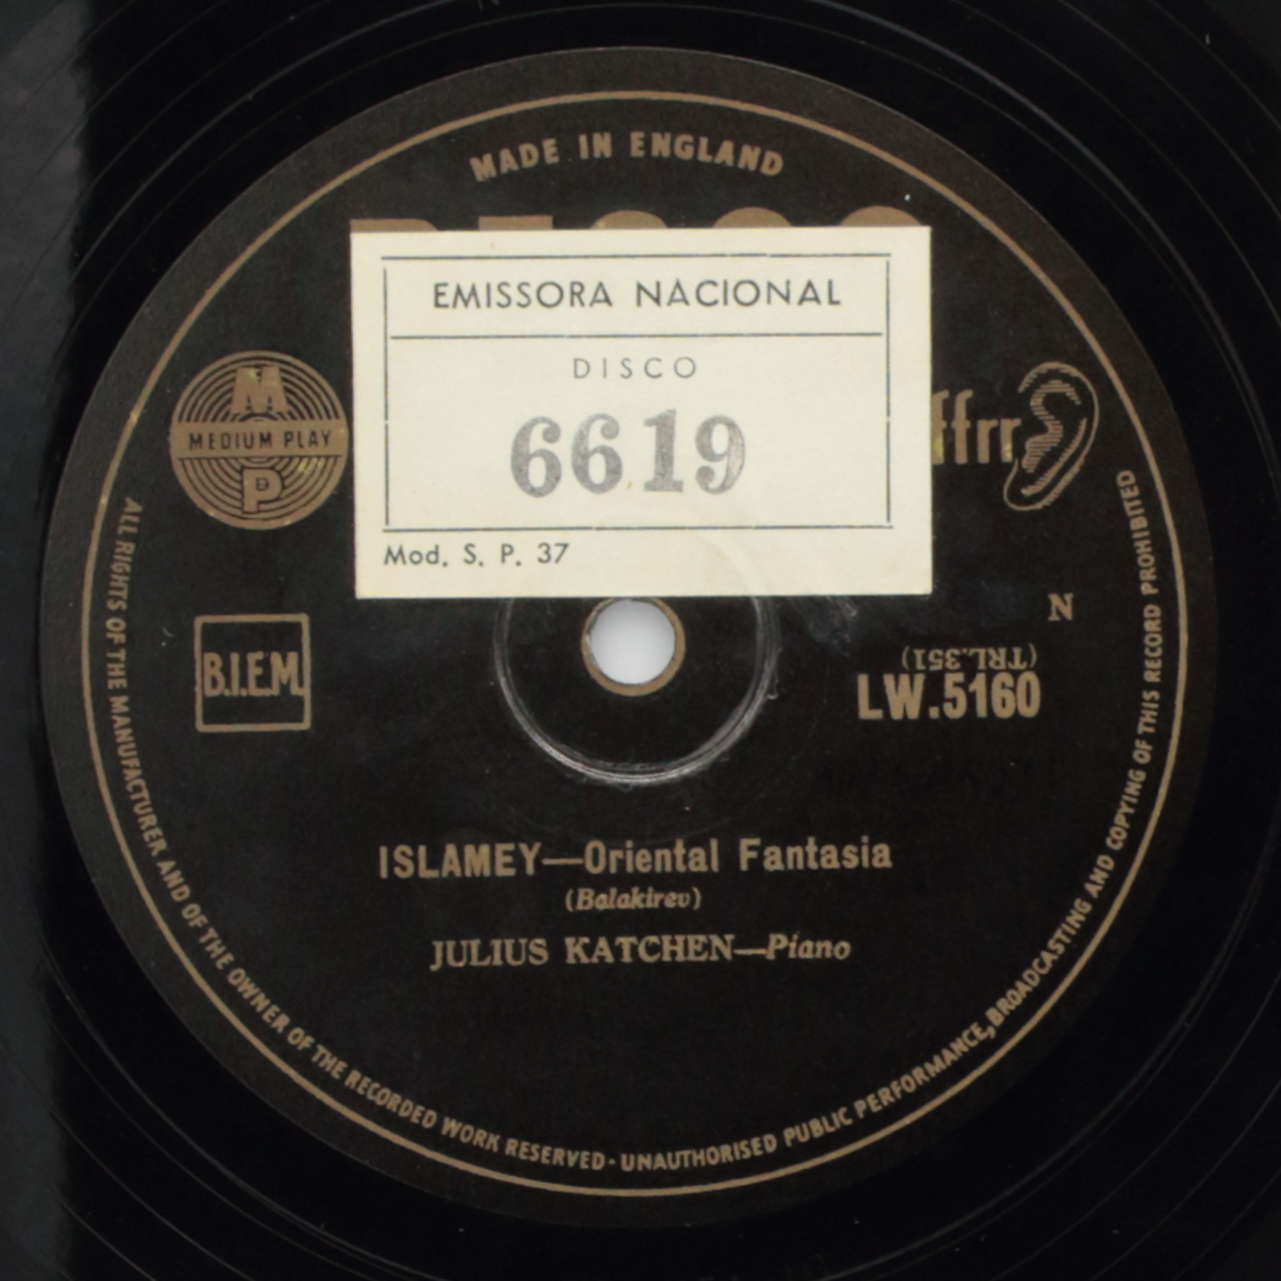 MADE IN ENGLAND
EMISSORA NACIONAL
DISCO
6619
Mod. S. P. 37
M
MEDIUM PLAY
P
ffrr
B.I.E.M.
N
(TRL.351)
LW.5160
ISLAMEY—Oriental Fantasia
(Balakirev)
JULIUS KATCHEN—Piano
ALL RIGHTS OF THE MANUFACTURER AND OF THE OWNER OF THE RECORDED WORK RESERVED · UNAUTHORISED PUBLIC PERFORMANCE, BROADCASTING AND COPYING OF THIS RECORD PROHIBITED